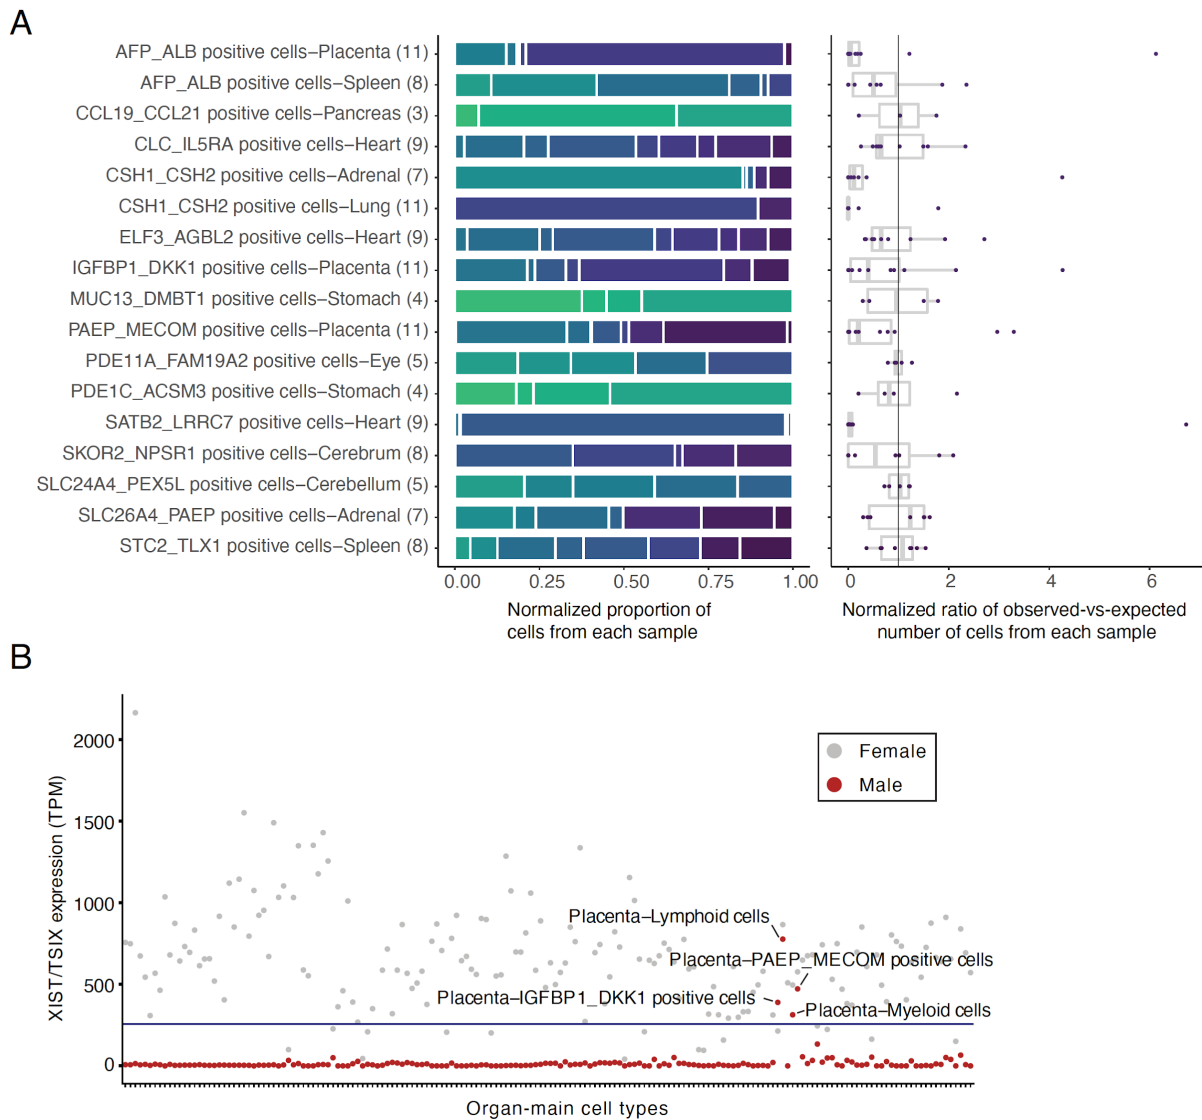 A
AFP_ALB positive cells–Placenta (11)
AFP_ALB positive cells–Spleen (8)
CCL19_CCL21 positive cells–Pancreas (3)
CLC_IL5RA positive cells–Heart (9)
CSH1_CSH2 positive cells–Adrenal (7)
CSH1_CSH2 positive cells–Lung (11)
ELF3_AGBL2 positive cells–Heart (9)
IGFBP1_DKK1 positive cells–Placenta (11)
MUC13_DMBT1 positive cells–Stomach (4)
PAEP_MECOM positive cells–Placenta (11)
PDE11A_FAM19A2 positive cells–Eye (5)
PDE1C_ACSM3 positive cells–Stomach (4)
SATB2_LRRC7 positive cells–Heart (9)
SKOR2_NPSR1 positive cells–Cerebrum (8)
SLC24A4_PEX5L positive cells–Cerebellum (5)
SLC26A4_PAEP positive cells–Adrenal (7)
STC2_TLX1 positive cells–Spleen (8)
0.00 0.25 0.50 0.75 1.00
Normalized proportion of
cells from each sample
0 2 4 6
Normalized ratio of observed-vs-expected
number of cells from each sample
B
XIST/TSIX expression (TPM)
2000
1500
1000
500
0
Female
Male
Placenta–Lymphoid cells
Placenta–PAEP_MECOM positive cells
Placenta–IGFBP1_DKK1 positive cells
Placenta–Myeloid cells
Organ-main cell types